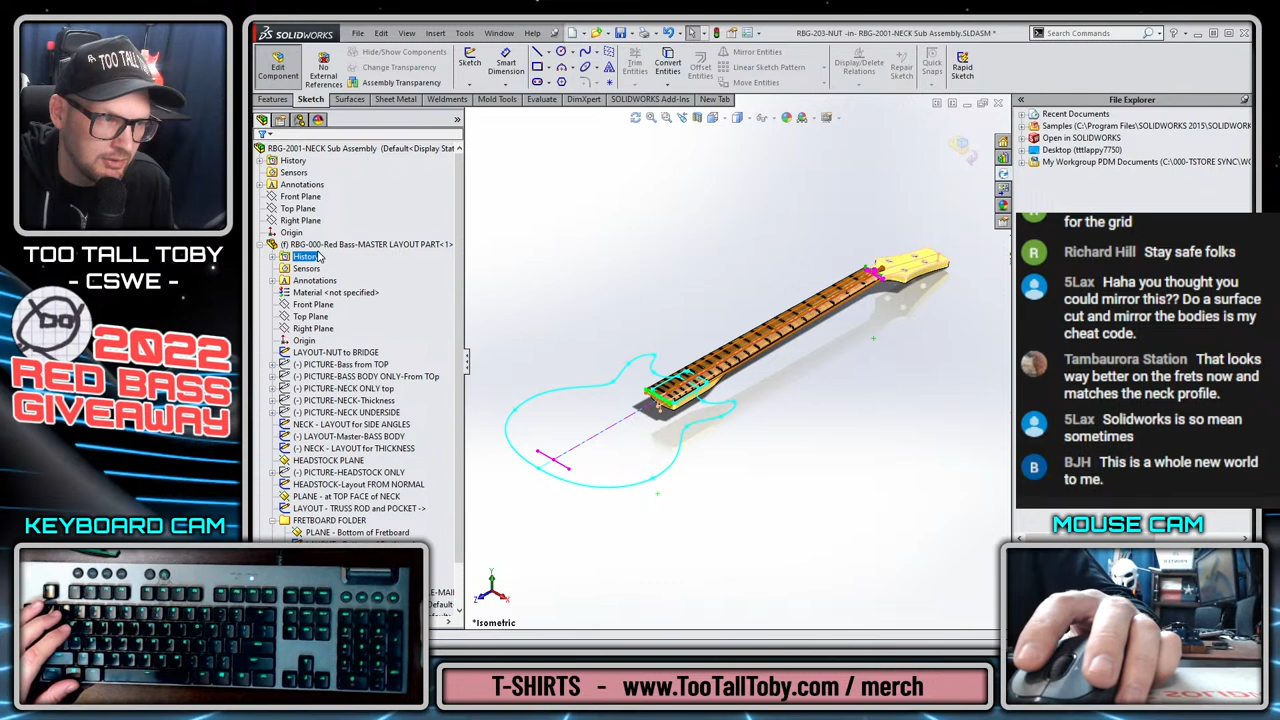 TOO TALL TOBY
TOO TALL TOBY
- CSWE -
2022
RED BASS
GIVEAWAY
KEYBOARD CAM
SOLIDWORKS
File
Edit
View
Insert
Tools
Window
Help
RBG-203-NUT -in- RBG-2001-NECK Sub Assembly.SLDASM *
Search Commands
Edit
Component
No
External
References
Hide/Show Components
Change Transparency
Assembly Transparency
Sketch
Smart
Dimension
Trim
Entities
Convert
Entities
Offset
Entities
Mirror Entities
Linear Sketch Pattern
Move Entities
Display/Delete
Relations
Repair
Sketch
Quick
Snaps
Rapid
Sketch
Features
Sketch
Surfaces
Sheet Metal
Weldments
Mold Tools
Evaluate
DimXpert
SOLIDWORKS Add-Ins
New Tab
RBG-2001-NECK Sub Assembly (Default<Display Stat
History
Sensors
Annotations
Front Plane
Top Plane
Right Plane
Origin
(f) RBG-000-Red Bass-MASTER LAYOUT PART<1>
History
Sensors
Annotations
Material <not specified>
Front Plane
Top Plane
Right Plane
Origin
LAYOUT-NUT to BRIDGE
(-) PICTURE-Bass from TOP
(-) PICTURE-BASS BODY ONLY-From TOp
(-) PICTURE-NECK ONLY top
(-) PICTURE-NECK-Thickness
(-) PICTURE-NECK UNDERSIDE
NECK - LAYOUT for SIDE ANGLES
(-) LAYOUT-Master-BASS BODY
(-) NECK - LAYOUT for THICKNESS
HEADSTOCK PLANE
(-) PICTURE-HEADSTOCK ONLY
HEADSTOCK-Layout FROM NORMAL
PLANE - at TOP FACE of NECK
LAYOUT - TRUSS ROD and POCKET ->
FRETBOARD FOLDER
PLANE - Bottom of Fretboard
*Isometric
File Explorer
Recent Documents
Samples (C:\Program Files\SOLIDWORKS 2015\SOLIDWOR
Open in SOLIDWORKS
Desktop (tttlappy7750)
My Workgroup PDM Documents (C:\000-TSTORE SYNC\WO
for the grid
R Richard Hill Stay safe folks
5Lax Haha you thought you
could mirror this?? Do a surface
cut and mirror the bodies is my
cheat code.
Tambaurora Station That looks
way better on the frets now and
matches the neck profile.
5Lax Solidworks is so mean
sometimes
B BJH This is a whole new world
to me.
MOUSE CAM
T-SHIRTS - www.TooTallToby.com / merch